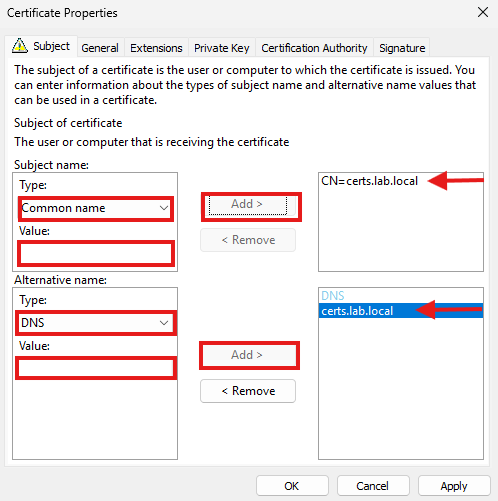 Certificate Properties
Subject General Extensions Private Key Certification Authority Signature
The subject of a certificate is the user or computer to which the certificate is issued. You
can enter information about the types of subject name and alternative name values that
can be used in a certificate.
Subject of certificate
The user or computer that is receiving the certificate
Subject name:
Type:
Common name
Value:
Add >
< Remove
CN=certs.lab.local
Alternative name:
Type:
DNS
Value:
Add >
< Remove
DNS
certs.lab.local
OK Cancel Apply